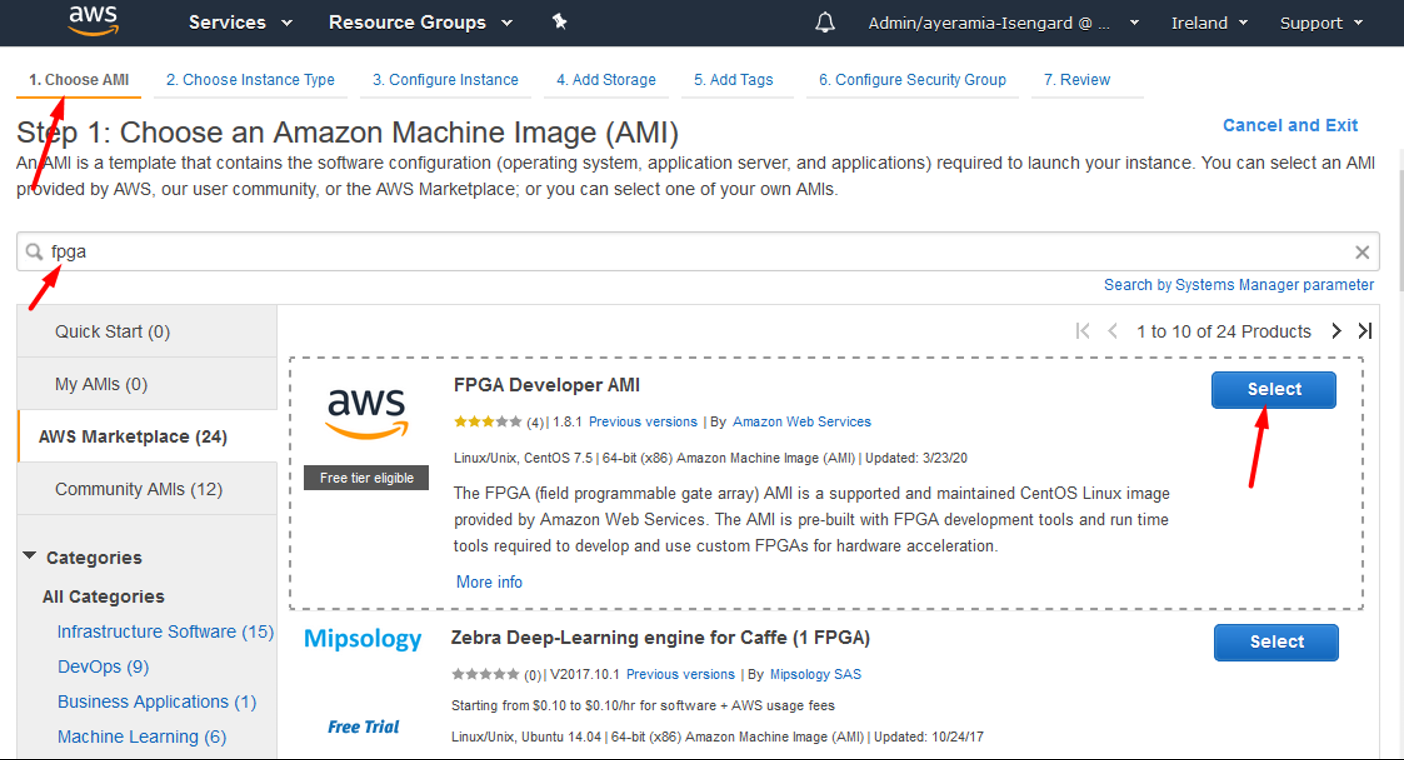 aws Services Resource Groups Admin/ayeramia-Isengard @ ... Ireland Support
1. Choose AMI 2. Choose Instance Type 3. Configure Instance 4. Add Storage 5. Add Tags 6. Configure Security Group 7. Review
Step 1: Choose an Amazon Machine Image (AMI)
Cancel and Exit
An AMI is a template that contains the software configuration (operating system, application server, and applications) required to launch your instance. You can select an AMI
provided by AWS, our user community, or the AWS Marketplace; or you can select one of your own AMIs.
fpga
Search by Systems Manager parameter
Quick Start (0)
My AMIs (0)
AWS Marketplace (24)
Community AMIs (12)
Categories
All Categories
Infrastructure Software (15)
DevOps (9)
Business Applications (1)
Machine Learning (6)
1 to 10 of 24 Products
aws
Free tier eligible
FPGA Developer AMI
Select
(4) | 1.8.1 Previous versions | By Amazon Web Services
Linux/Unix, CentOS 7.5 | 64-bit (x86) Amazon Machine Image (AMI) | Updated: 3/23/20
The FPGA (field programmable gate array) AMI is a supported and maintained CentOS Linux image
provided by Amazon Web Services. The AMI is pre-built with FPGA development tools and run time
tools required to develop and use custom FPGAs for hardware acceleration.
More info
Mipsology
Free Trial
Zebra Deep-Learning engine for Caffe (1 FPGA)
Select
(0) | V2017.10.1 Previous versions | By Mipsology SAS
Starting from $0.10 to $0.10/hr for software + AWS usage fees
Linux/Unix, Ubuntu 14.04 | 64-bit (x86) Amazon Machine Image (AMI) | Updated: 10/24/17